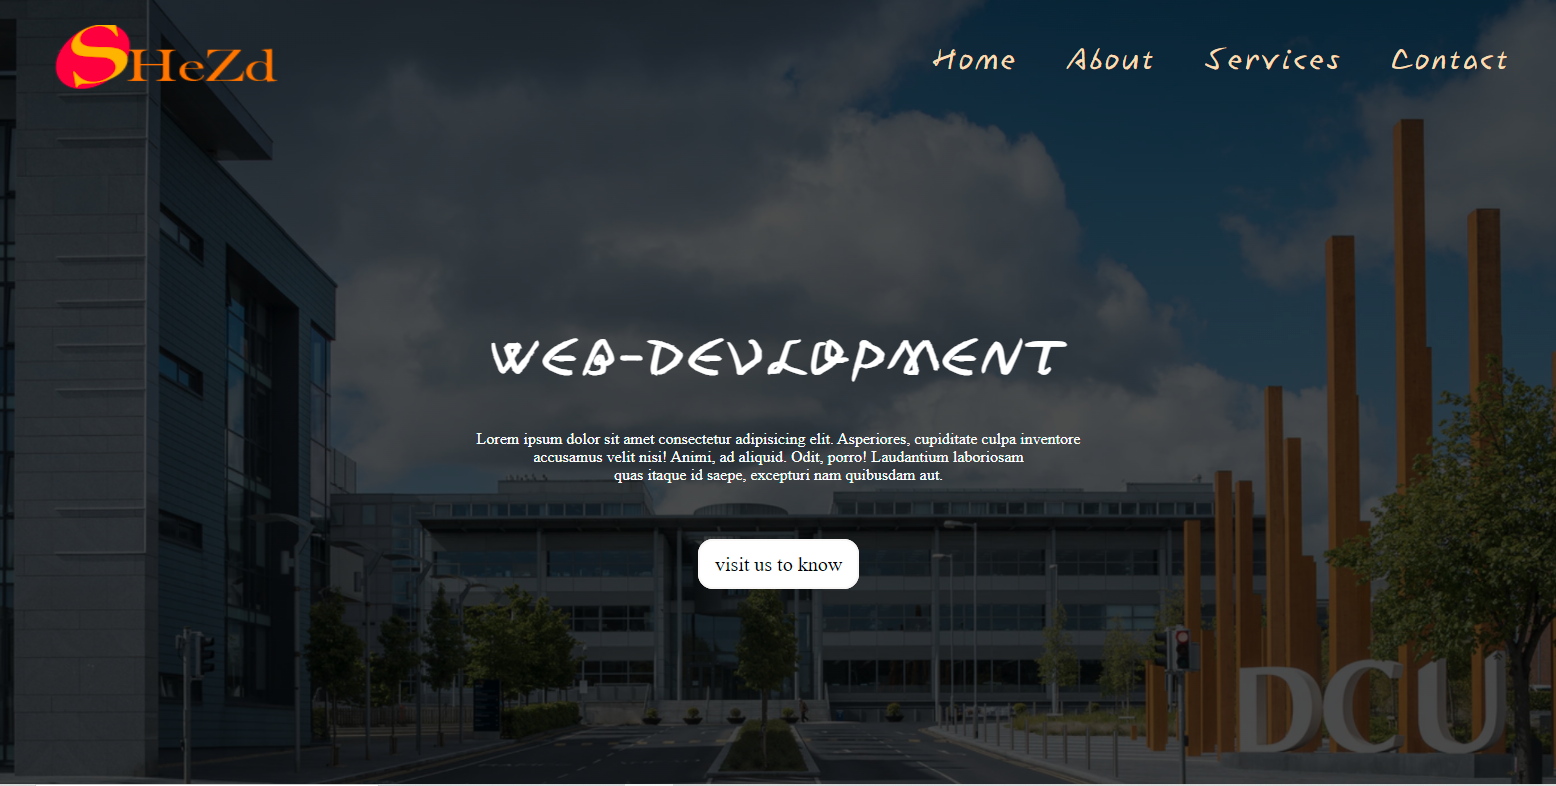 SHeZd
Home About Services Contact
WEB-DEVLOPMENT
Lorem ipsum dolor sit amet consectetur adipisicing elit. Asperiores, cupiditate culpa inventore
accusamus velit nisi! Animi, ad aliquid. Odit, porro! Laudantium laboriosam
quas itaque id saepe, excepturi nam quibusdam aut.
visit us to know
DCU